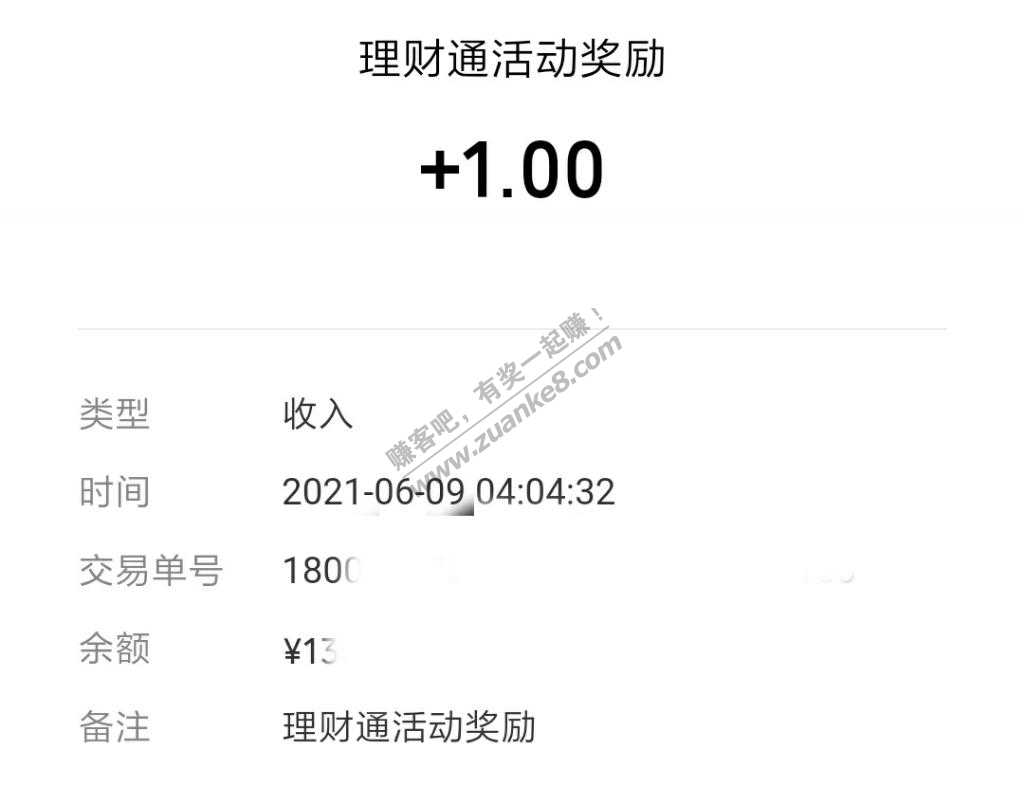 理财通活动奖励
+1.00
赚客吧，有奖一起赚！
www.zuanke8.com
类型 收入
时间 2021-06-09 04:04:32
交易单号 1800
余额 ¥13
备注 理财通活动奖励